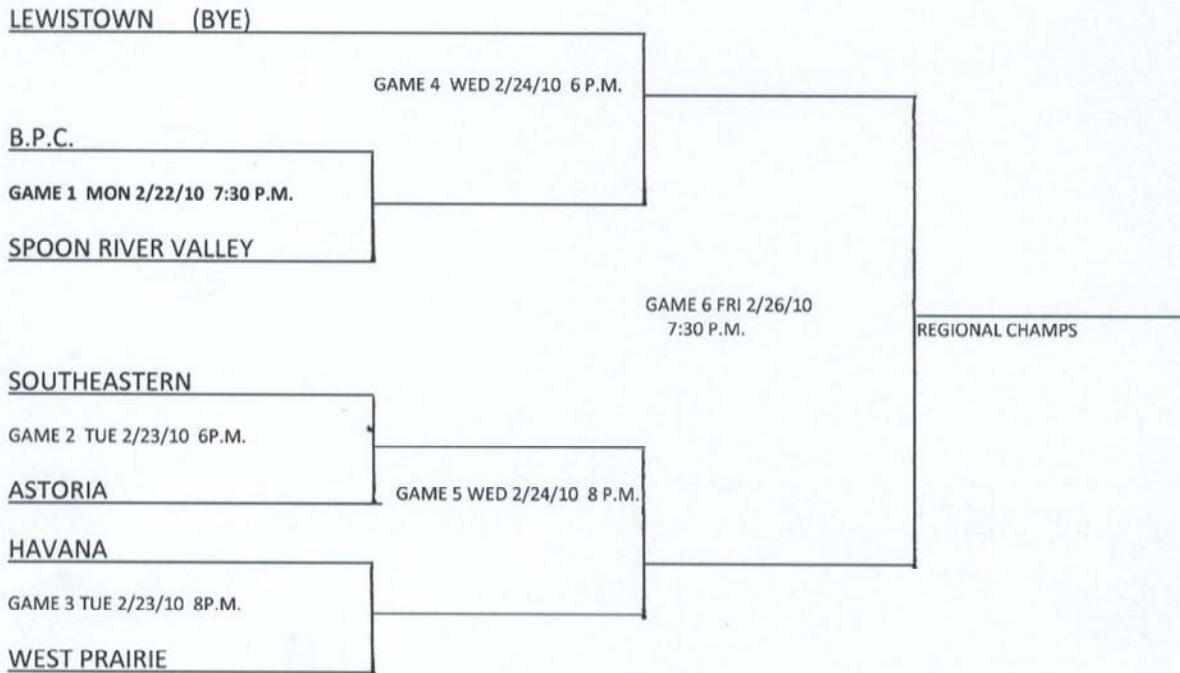 LEWISTOWN (BYE)
GAME 4 WED 2/24/10 6 P.M.
B.P.C.
GAME 1 MON 2/22/10 7:30 P.M.
SPOON RIVER VALLEY
GAME 6 FRI 2/26/10
7:30 P.M.
REGIONAL CHAMPS
SOUTHEASTERN
GAME 2 TUE 2/23/10 6P.M.
ASTORIA
GAME 5 WED 2/24/10 8 P.M.
HAVANA
GAME 3 TUE 2/23/10 8P.M.
WEST PRAIRIE